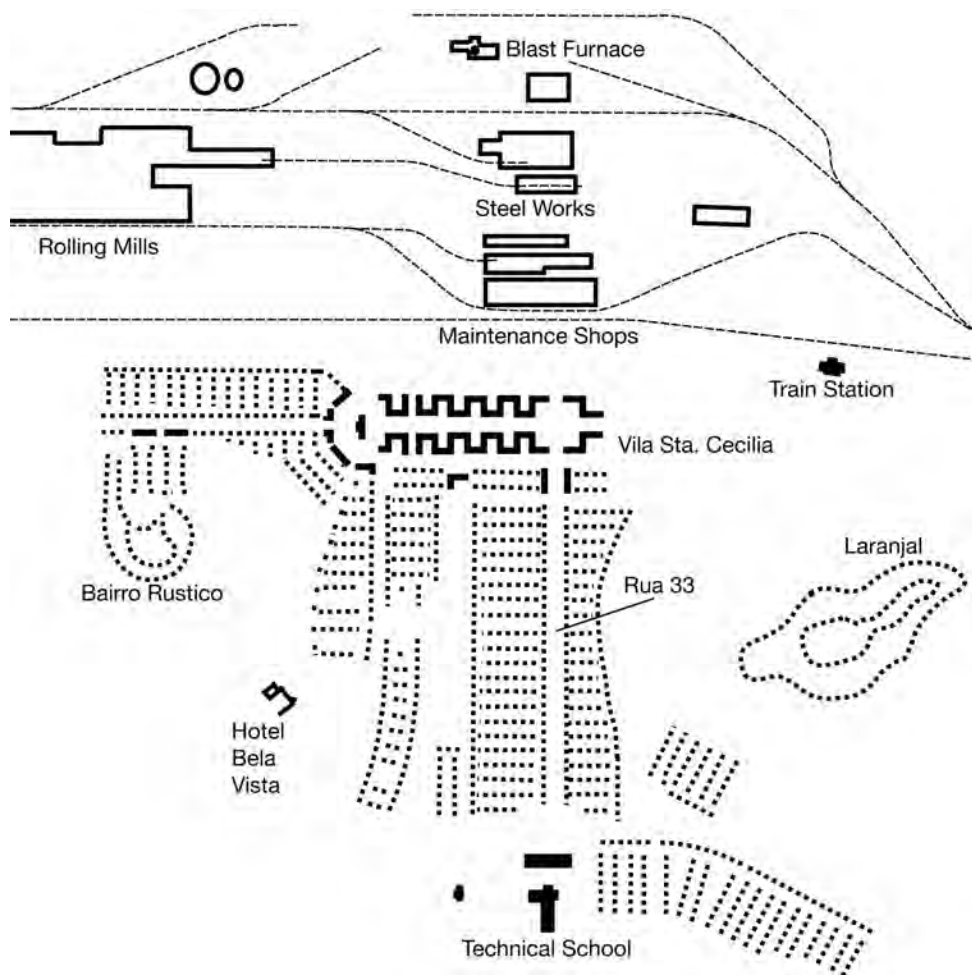 Blast Furnace
Steel Works
Rolling Mills
Maintenance Shops
Train Station
Vila Sta. Cecilia
Laranjal
Rua 33
Bairro Rustico
Hotel
Bela
Vista
Technical School